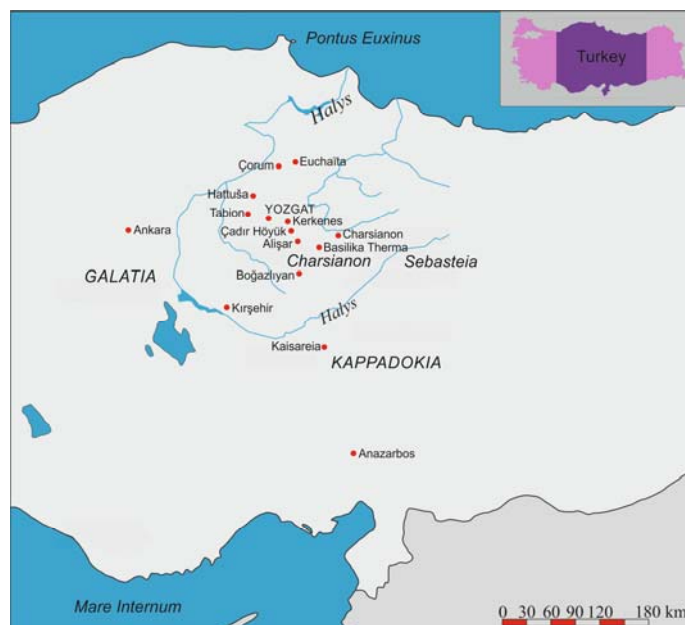 Pontus Euxinus
Turkey
Halys
Çorum
Euchaïta
Hattuša
Tabion
YOZGAT
Kerkenes
Ankara
Çadır Höyük
Charsianon
Alişar
Basilika Therma
Charsianon
Sebasteia
GALATIA
Boğazlıyan
Kırşehir
Halys
Kaisareia
KAPPADOKIA
Anazarbos
Mare Internum
0 30 60 90 120 180 km